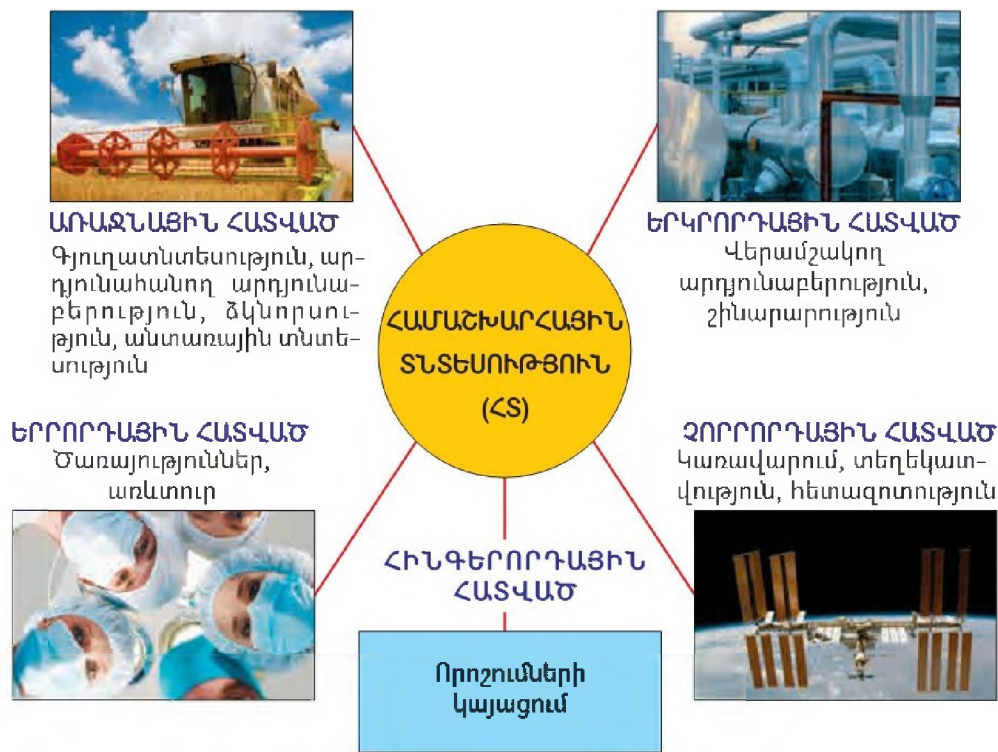 ԱՌԱՋՆԱՅԻՆ ՀԱՏՎԱԾ
Գյուղատնտեսություն, ար-
դյունահանող արդյունա-
բերություն, ձկնորսու-
թյուն, անտառային տնտե-
սություն
ԵՐԿՐՈՐԴԱՅԻՆ ՀԱՏՎԱԾ
Վերամշակող
արդյունաբերություն,
շինարարություն
ՀԱՄԱՇԽԱՐՀԱՅԻՆ
ՏՆՏԵՍՈՒԹՅՈՒՆ
(ՀՏ)
ԵՐՐՈՐԴԱՅԻՆ ՀԱՏՎԱԾ
Ծառայություններ,
առևտուր
ՉՈՐՐՈՐԴԱՅԻՆ ՀԱՏՎԱԾ
Կառավարում, տեղեկատ-
վություն, հետազոտություն
ՀԻՆԳԵՐՈՐԴԱՅԻՆ
ՀԱՏՎԱԾ
Որոշումների
կայացում